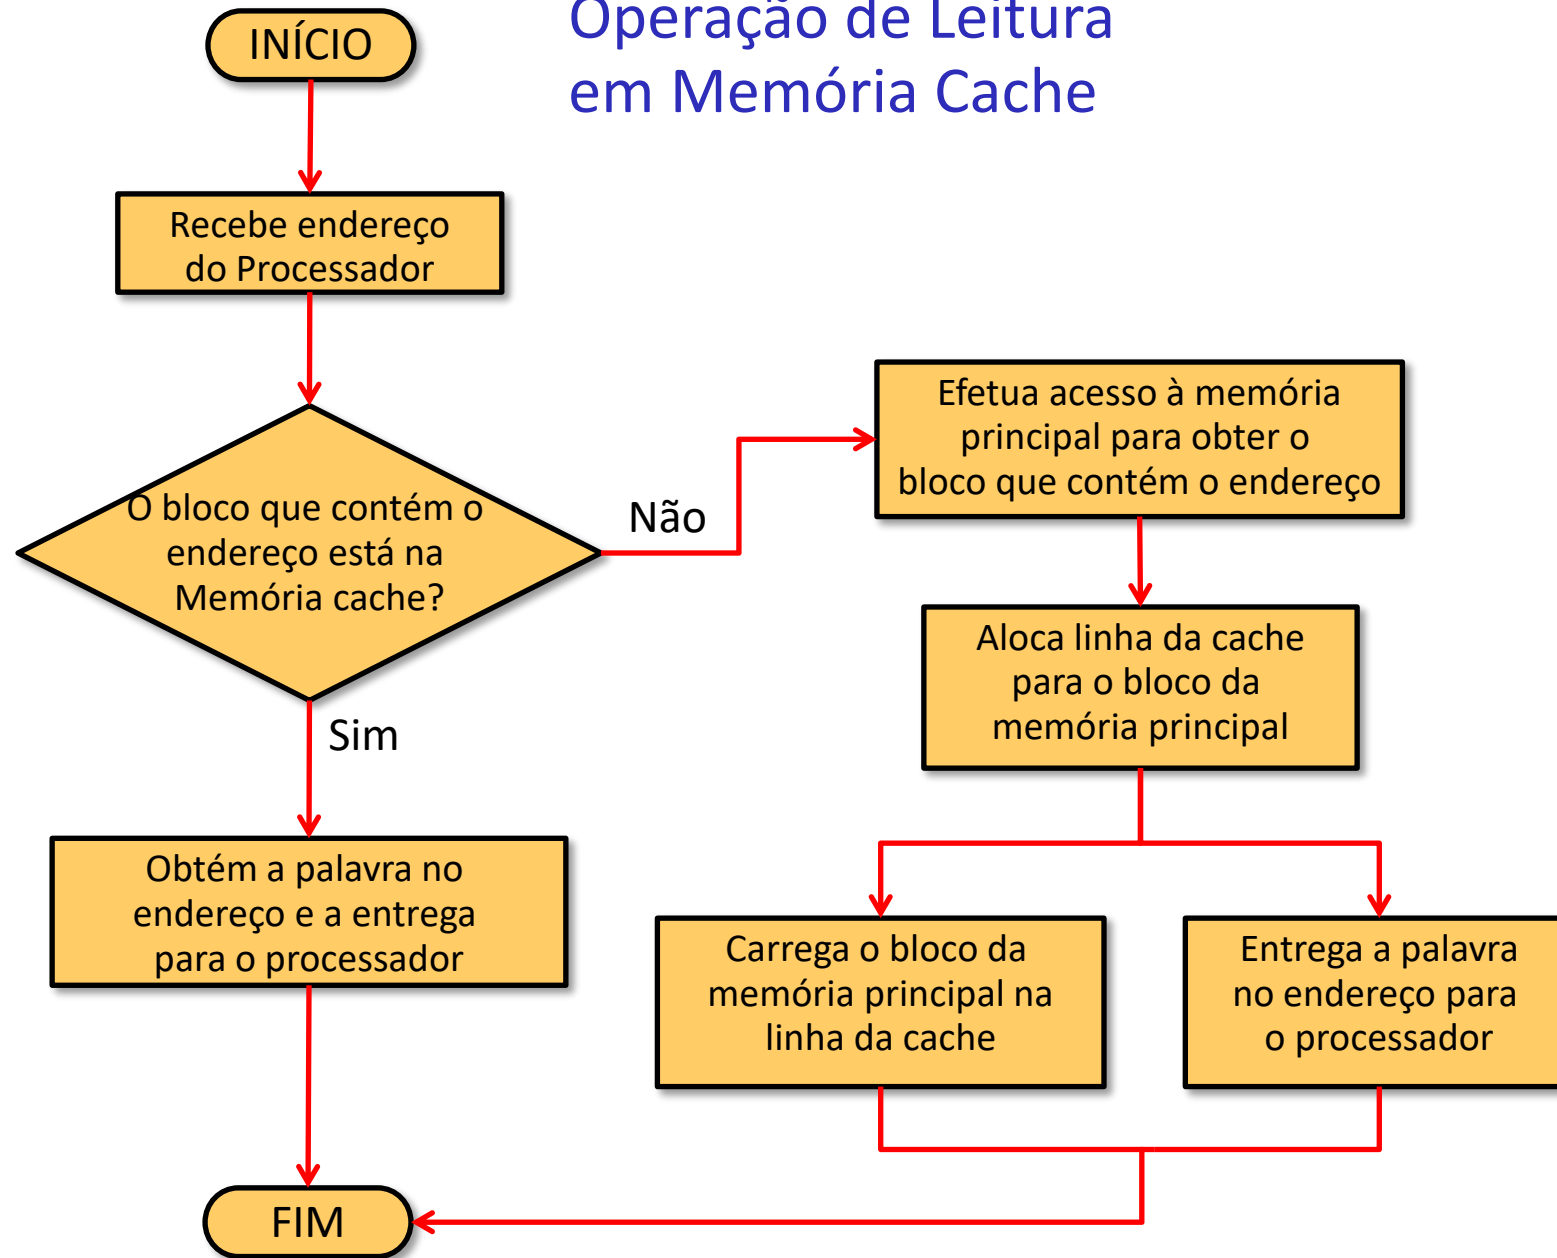 Operação de Leitura
em Memória Cache
INÍCIO
Recebe endereço
do Processador
O bloco que contém o
endereço está na
Memória cache?
Não
Sim
Obtém a palavra no
endereço e a entrega
para o processador
Efetua acesso à memória
principal para obter o
bloco que contém o endereço
Aloca linha da cache
para o bloco da
memória principal
Carrega o bloco da
memória principal na
linha da cache
Entrega a palavra
no endereço para
o processador
FIM